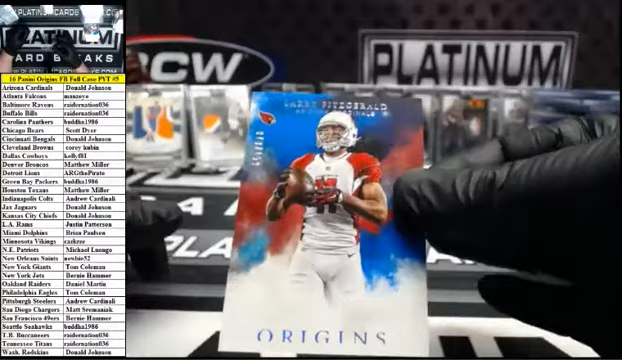 PLATINUM CARDS
PLATINUM
CARD BREAKS
16 Panini Origins FB Full Case PYT #5
Arizona Cardinals Donald Johnson
Atlanta Falcons
Baltimore Ravens raidernation036
Buffalo Bills raidernation036
Carolina Panthers buddha1986
Chicago Bears Scott Dyer
Cincinnati Bengals Donald Johnson
Cleveland Browns corey kubin
Dallas Cowboys kellyf81
Denver Broncos Matthew Miller
Detroit Lions ARGthePirate
Green Bay Packers buddha1986
Houston Texans Matthew Miller
Indianapolis Colts Andrew Cardinali
Jax Jaguars Donald Johnson
Kansas City Chiefs Donald Johnson
L.A. Rams Justin Patterson
Miami Dolphins Brian Paulson
Minnesota Vikings
N.E. Patriots Michael Luongo
New Orleans Saints newbie52
New York Giants Tom Coleman
New York Jets Bernie Hammer
Oakland Raiders Daniel Martin
Philadelphia Eagles Tom Coleman
Pittsburgh Steelers Andrew Cardinali
San Diego Chargers Matt Szemaniak
San Francisco 49ers Bernie Hammer
Seattle Seahawks buddha1986
T.B. Buccaneers raidernation036
Tennessee Titans raidernation036
Wash. Redskins Donald Johnson
BCW
PLATINUM
LARRY FITZGERALD
ORIGINS